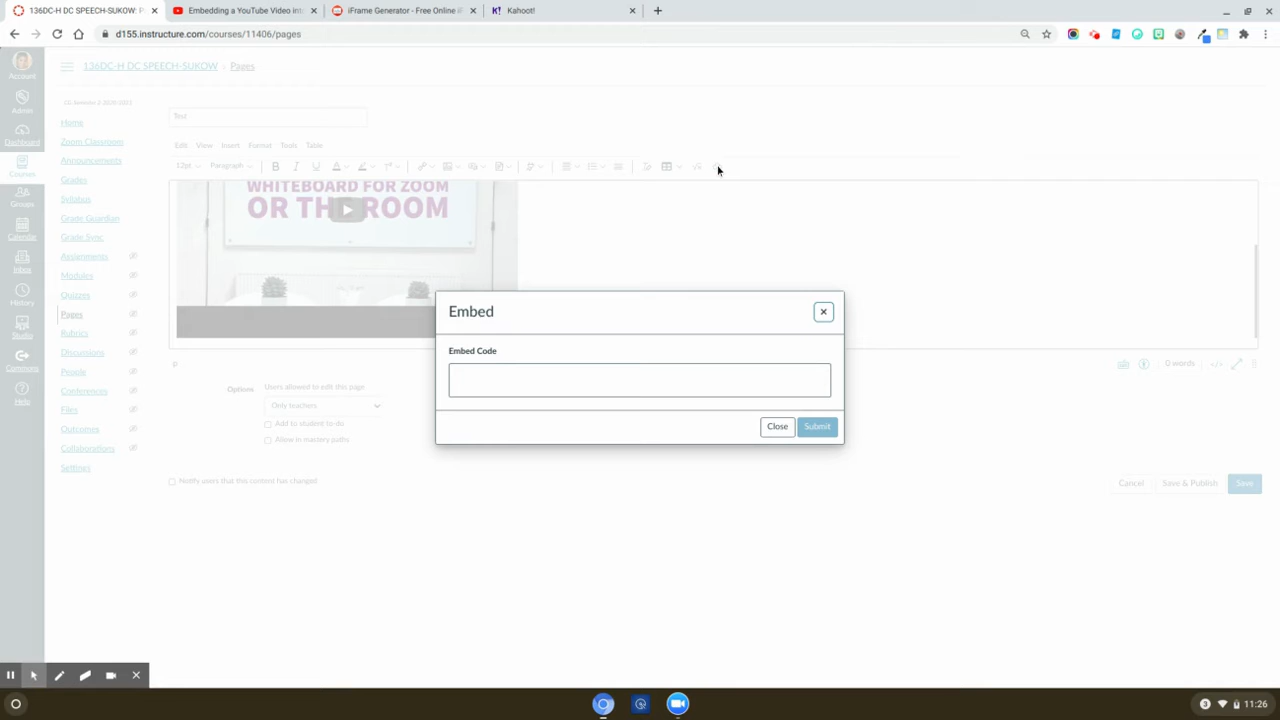 136DC-H DC SPEECH-SUKOW: P
Embedding a YouTube Video int
iFrame Generator - Free Online iF
Kahoot!
d155.instructure.com/courses/11406/pages
Account
Admin
Dashboard
Courses
Groups
Calendar
Inbox
History
Studio
Commons
Help
136DC-H DC SPEECH-SUKOW
Pages
Home
Zoom Classroom
Announcements
Grades
Syllabus
Grade Guardian
Grade Sync
Assignments
Modules
Quizzes
Pages
Rubrics
Discussions
People
Conferences
Files
Outcomes
Collaborations
Settings
Test
Edit View Insert Format Tools Table
12pt Paragraph B I U A
WHITEBOARD FOR ZOOM
OR THE ROOM
Embed
Embed Code
Close Submit
p
0 words </>
Options
Users allowed to edit this page
Only teachers
Add to student to-do
Allow in mastery paths
Notify users that this content has changed
Cancel Save & Publish Save
3 11:26